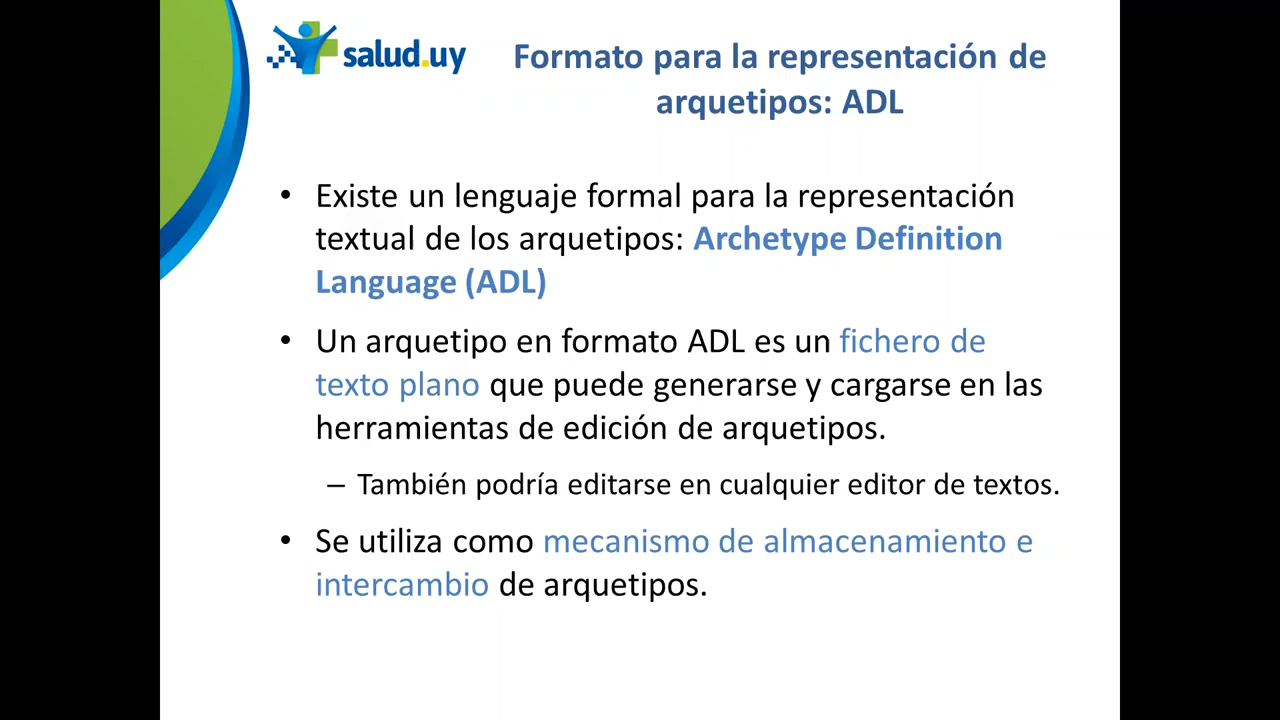 salud.uy
Formato para la representación de
arquetipos: ADL
• Existe un lenguaje formal para la representación
textual de los arquetipos: Archetype Definition
Language (ADL)
• Un arquetipo en formato ADL es un fichero de
texto plano que puede generarse y cargarse en las
herramientas de edición de arquetipos.
– También podría editarse en cualquier editor de textos.
• Se utiliza como mecanismo de almacenamiento e
intercambio de arquetipos.